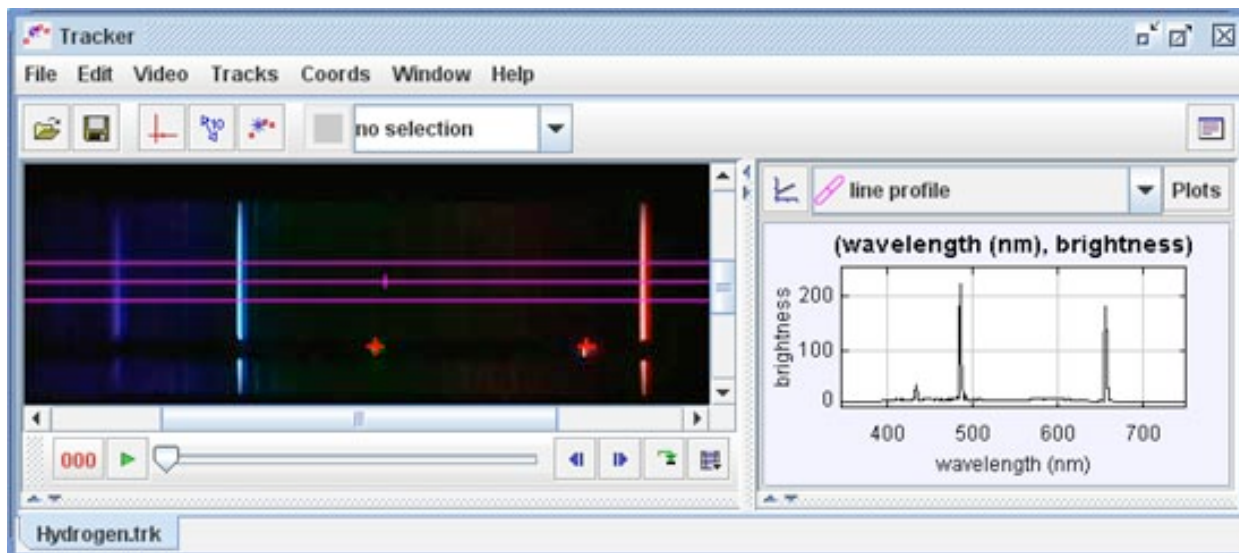 Tracker
File Edit Video Tracks Coords Window Help
no selection
line profile Plots
(wavelength (nm), brightness)
brightness
200
100
0
400 500 600 700
wavelength (nm)
000
Hydrogen.trk